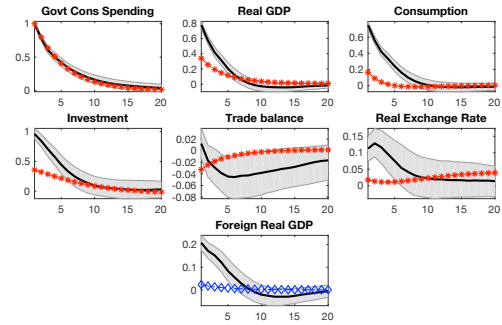 Govt Cons Spending
Real GDP
Consumption
1
0.5
0
5 10 15 20
0.8
0.6
0.4
0.2
0
5 10 15 20
0.6
0.4
0.2
0
5 10 15 20
Investment
Trade balance
Real Exchange Rate
1
0.5
0
5 10 15 20
0.02
0
-0.02
-0.04
-0.06
-0.08
5 10 15 20
0.15
0.1
0.05
0
5 10 15 20
Foreign Real GDP
0.2
0.1
0
5 10 15 20